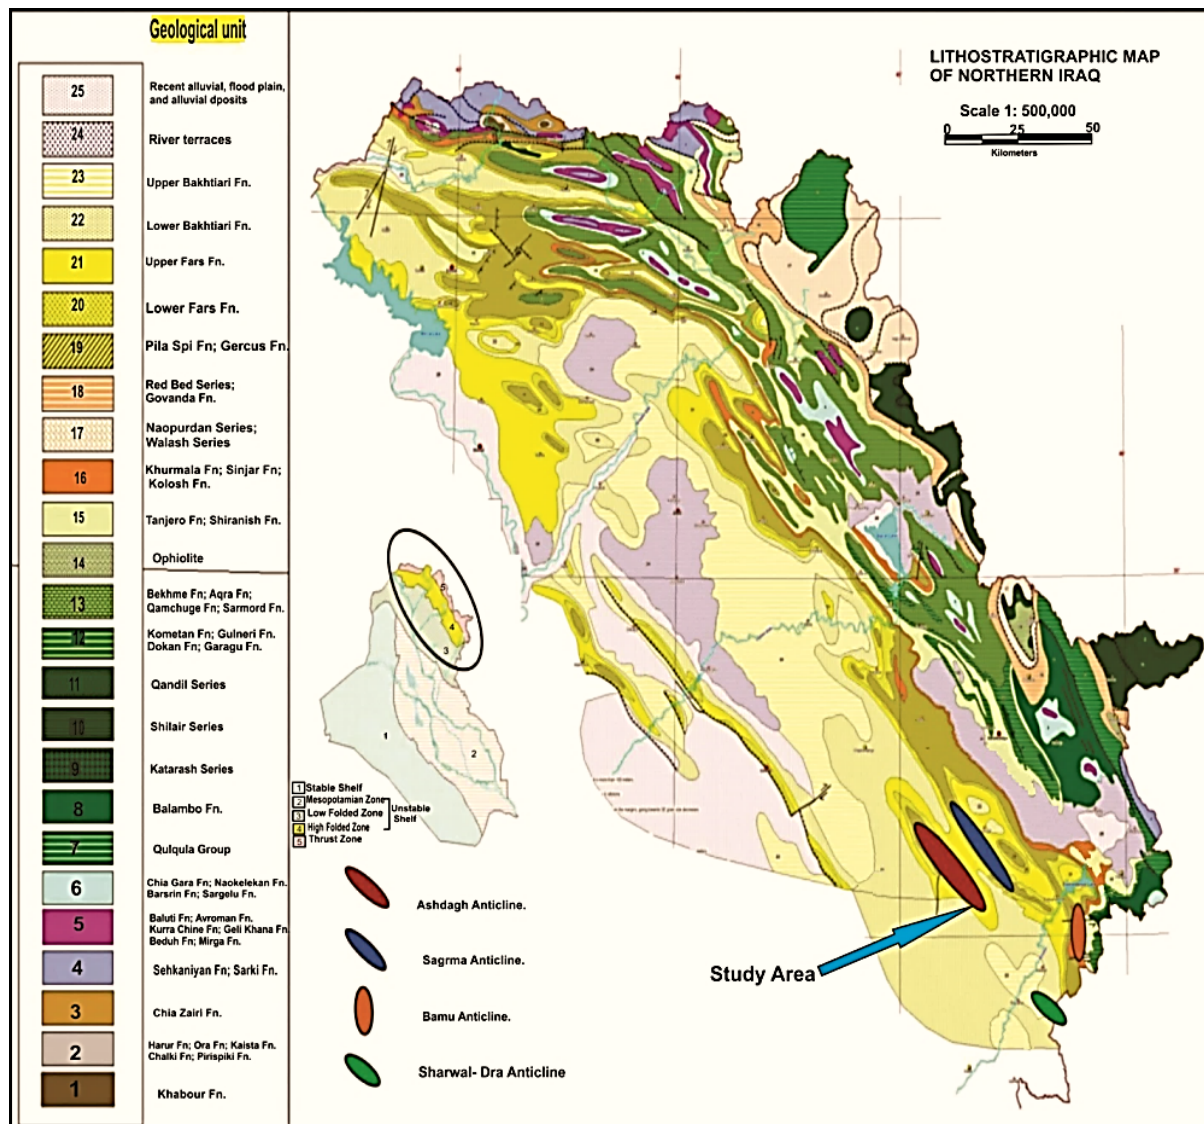 Geological unit
25
Recent alluvial, flood plain,
and alluvial dposits
24
River terraces
23
Upper Bakhtiari Fn.
22
Lower Bakhtiari Fn.
21
Upper Fars Fn.
20
Lower Fars Fn.
19
Pila Spi Fn; Gercus Fn.
18
Red Bed Series;
Govanda Fn.
17
Naopurdan Series;
Walash Series
16
Khurmala Fn; Sinjar Fn;
Kolosh Fn.
15
Tanjero Fn; Shiranish Fn.
14
Ophiolite
13
Bekhme Fn; Aqra Fn;
Qamchuge Fn; Sarmord Fn.
12
Kometan Fn; Gulneri Fn.
Dokan Fn; Garagu Fn.
11
Qandil Series
10
Shilair Series
9
Katarash Series
8
Balambo Fn.
7
Qulqula Group
6
Chia Gara Fn; Naokelekan Fn.
Barsrin Fn; Sargelu Fn.
5
Baluti Fn; Avroman Fn.
Kurra Chine Fn; Geli Khana Fn.
Beduh Fn; Mirga Fn.
4
Sehkaniyan Fn; Sarki Fn.
3
Chia Zairi Fn.
2
Harur Fn; Ora Fn; Kaista Fn.
Chalki Fn; Pirispiki Fn.
1
Khabour Fn.
LITHOSTRATIGRAPHIC MAP
OF NORTHERN IRAQ
Scale 1: 500,000
0 25 50
Kilometers
5
4
3
1
2
1 Stable Shelf
2 Mesopotamian Zone
3 Low Folded Zone
Unstable
Shelf
4 High Folded Zone
5 Thrust Zone
Ashdagh Anticline.
Sagrma Anticline.
Bamu Anticline.
Sharwal- Dra Anticline
Study Area